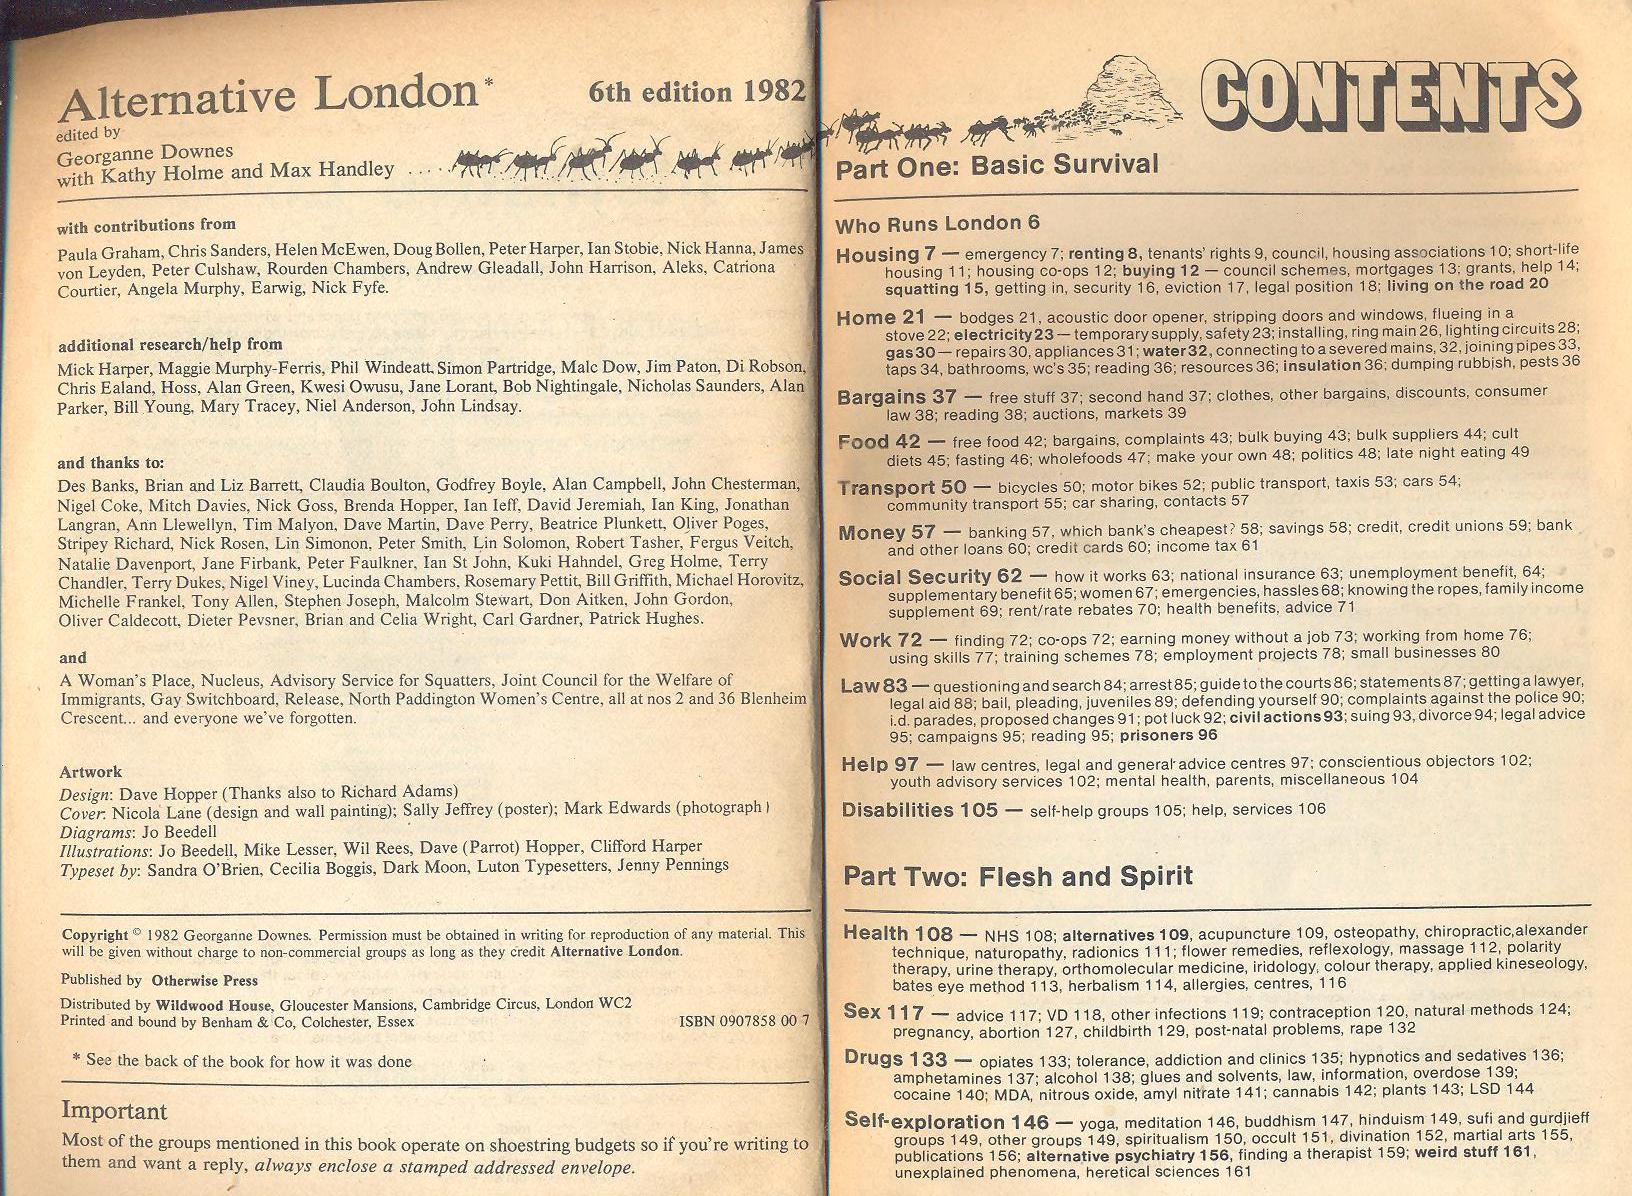 Alternative London*
6th edition 1982
edited by
Georganne Downes
with Kathy Holme and Max Handley .....
with contributions from
Paula Graham, Chris Sanders, Helen McEwen, Doug Bollen, Peter Harper, Ian Stobie, Nick Hanna, James
von Leyden, Peter Culshaw, Rourden Chambers, Andrew Gleadall, John Harrison, Aleks, Catriona
Courtier, Angela Murphy, Earwig, Nick Fyfe.
additional research/help from
Mick Harper, Maggie Murphy-Ferris, Phil Windeatt, Simon Partridge, Malc Dow, Jim Paton, Di Robson,
Chris Ealand, Hoss, Alan Green, Kwesi Owusu, Jane Lorant, Bob Nightingale, Nicholas Saunders, Alan
Parker, Bill Young, Mary Tracey, Niel Anderson, John Lindsay.
and thanks to:
Des Banks, Brian and Liz Barrett, Claudia Boulton, Godfrey Boyle, Alan Campbell, John Chesterman,
Nigel Coke, Mitch Davies, Nick Goss, Brenda Hopper, Ian Ieff, David Jeremiah, Ian King, Jonathan
Langran, Ann Llewellyn, Tim Malyon, Dave Martin, Dave Perry, Beatrice Plunkett, Oliver Poges,
Stripey Richard, Nick Rosen, Lin Simonon, Peter Smith, Lin Solomon, Robert Tasher, Fergus Veitch,
Natalie Davenport, Jane Firbank, Peter Faulkner, Ian St John, Kuki Hahndel, Greg Holme, Terry
Chandler, Terry Dukes, Nigel Viney, Lucinda Chambers, Rosemary Pettit, Bill Griffith, Michael Horovitz,
Michelle Frankel, Tony Allen, Stephen Joseph, Malcolm Stewart, Don Aitken, John Gordon,
Oliver Caldecott, Dieter Pevsner, Brian and Celia Wright, Carl Gardner, Patrick Hughes.
and
A Woman's Place, Nucleus, Advisory Service for Squatters, Joint Council for the Welfare of
Immigrants, Gay Switchboard, Release, North Paddington Women's Centre, all at nos 2 and 36 Blenheim
Crescent... and everyone we've forgotten.
Artwork
Design: Dave Hopper (Thanks also to Richard Adams)
Cover: Nicola Lane (design and wall painting); Sally Jeffrey (poster); Mark Edwards (photograph)
Diagrams: Jo Beedell
Illustrations: Jo Beedell, Mike Lesser, Wil Rees, Dave (Parrot) Hopper, Clifford Harper
Typeset by: Sandra O'Brien, Cecilia Boggis, Dark Moon, Luton Typesetters, Jenny Pennings
Copyright © 1982 Georganne Downes. Permission must be obtained in writing for reproduction of any material. This
will be given without charge to non-commercial groups as long as they credit Alternative London.
Published by Otherwise Press
Distributed by Wildwood House, Gloucester Mansions, Cambridge Circus, London WC2
Printed and bound by Benham & Co, Colchester, Essex
ISBN 0907858 00 7
* See the back of the book for how it was done
Important
Most of the groups mentioned in this book operate on shoestring budgets so if you're writing to
them and want a reply, always enclose a stamped addressed envelope.
CONTENTS
Part One: Basic Survival
Who Runs London 6
Housing 7 — emergency 7; renting 8, tenants' rights 9, council, housing associations 10; short-life
housing 11; housing co-ops 12; buying 12 — council schemes, mortgages 13; grants, help 14;
squatting 15, getting in, security 16, eviction 17, legal position 18; living on the road 20
Home 21 — bodges 21, acoustic door opener, stripping doors and windows, flueing in a
stove 22; electricity 23 — temporary supply, safety 23; installing, ring main 26, lighting circuits 28;
gas 30 — repairs 30, appliances 31; water 32, connecting to a severed mains, 32, joining pipes 33,
taps 34, bathrooms, wc's 35; reading 36; resources 36; insulation 36; dumping rubbish, pests 36
Bargains 37 — free stuff 37; second hand 37; clothes, other bargains, discounts, consumer
law 38; reading 38; auctions, markets 39
Food 42 — free food 42; bargains, complaints 43; bulk buying 43; bulk suppliers 44; cult
diets 45; fasting 46; wholefoods 47; make your own 48; politics 48; late night eating 49
Transport 50 — bicycles 50; motor bikes 52; public transport, taxis 53; cars 54;
community transport 55; car sharing, contacts 57
Money 57 — banking 57, which bank's cheapest? 58; savings 58; credit, credit unions 59; bank
and other loans 60; credit cards 60; income tax 61
Social Security 62 — how it works 63; national insurance 63; unemployment benefit, 64;
supplementary benefit 65; women 67; emergencies, hassles 68; knowing the ropes, family income
supplement 69; rent/rate rebates 70; health benefits, advice 71
Work 72 — finding 72; co-ops 72; earning money without a job 73; working from home 76;
using skills 77; training schemes 78; employment projects 78; small businesses 80
Law 83 — questioning and search 84; arrest 85; guide to the courts 86; statements 87; getting a lawyer,
legal aid 88; bail, pleading, juveniles 89; defending yourself 90; complaints against the police 90;
i.d. parades, proposed changes 91; pot luck 92; civil actions 93; suing 93, divorce 94; legal advice
95; campaigns 95; reading 95; prisoners 96
Help 97 — law centres, legal and general advice centres 97; conscientious objectors 102;
youth advisory services 102; mental health, parents, miscellaneous 104
Disabilities 105 — self-help groups 105; help, services 106
Part Two: Flesh and Spirit
Health 108 — NHS 108; alternatives 109, acupuncture 109, osteopathy, chiropractic,alexander
technique, naturopathy, radionics 111; flower remedies, reflexology, massage 112, polarity
therapy, urine therapy, orthomolecular medicine, iridology, colour therapy, applied kineseology,
bates eye method 113, herbalism 114, allergies, centres, 116
Sex 117 — advice 117; VD 118, other infections 119; contraception 120, natural methods 124;
pregnancy, abortion 127, childbirth 129, post-natal problems, rape 132
Drugs 133 — opiates 133; tolerance, addiction and clinics 135; hypnotics and sedatives 136;
amphetamines 137; alcohol 138; glues and solvents, law, information, overdose 139;
cocaine 140; MDA, nitrous oxide, amyl nitrate 141; cannabis 142; plants 143; LSD 144
Self-exploration 146 — yoga, meditation 146, buddhism 147, hinduism 149, sufi and gurdjieff
groups 149, other groups 149, spiritualism 150, occult 151, divination 152, martial arts 155,
publications 156; alternative psychiatry 156, finding a therapist 159; weird stuff 161,
unexplained phenomena, heretical sciences 161